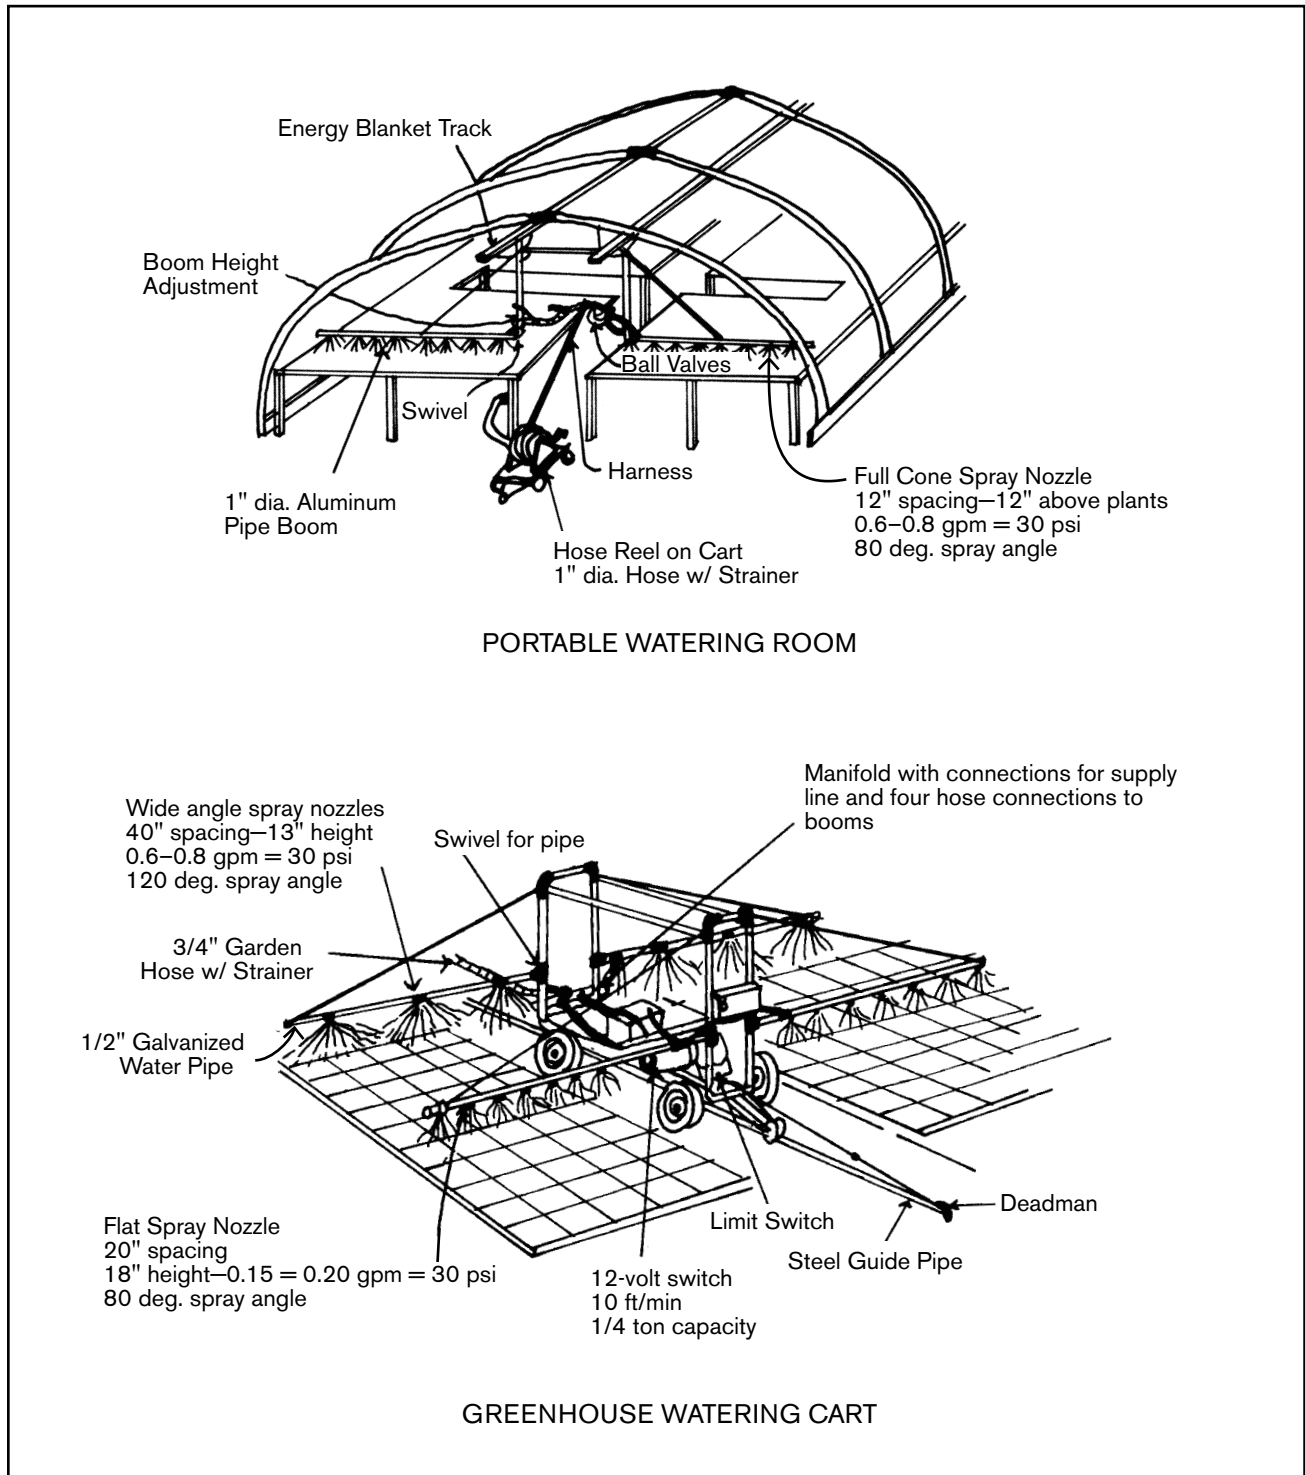 Energy Blanket Track
Boom Height
Adjustment
Ball Valves
Swivel
Harness
1" dia. Aluminum
Pipe Boom
Full Cone Spray Nozzle
12" spacing—12" above plants
0.6–0.8 gpm = 30 psi
80 deg. spray angle
Hose Reel on Cart
1" dia. Hose w/ Strainer
PORTABLE WATERING ROOM
Manifold with connections for supply
line and four hose connections to
booms
Wide angle spray nozzles
40" spacing—13" height
0.6–0.8 gpm = 30 psi
120 deg. spray angle
Swivel for pipe
3/4" Garden
Hose w/ Strainer
1/2" Galvanized
Water Pipe
Deadman
Limit Switch
Steel Guide Pipe
Flat Spray Nozzle
20" spacing
18" height—0.15 = 0.20 gpm = 30 psi
80 deg. spray angle
12-volt switch
10 ft/min
1/4 ton capacity
GREENHOUSE WATERING CART